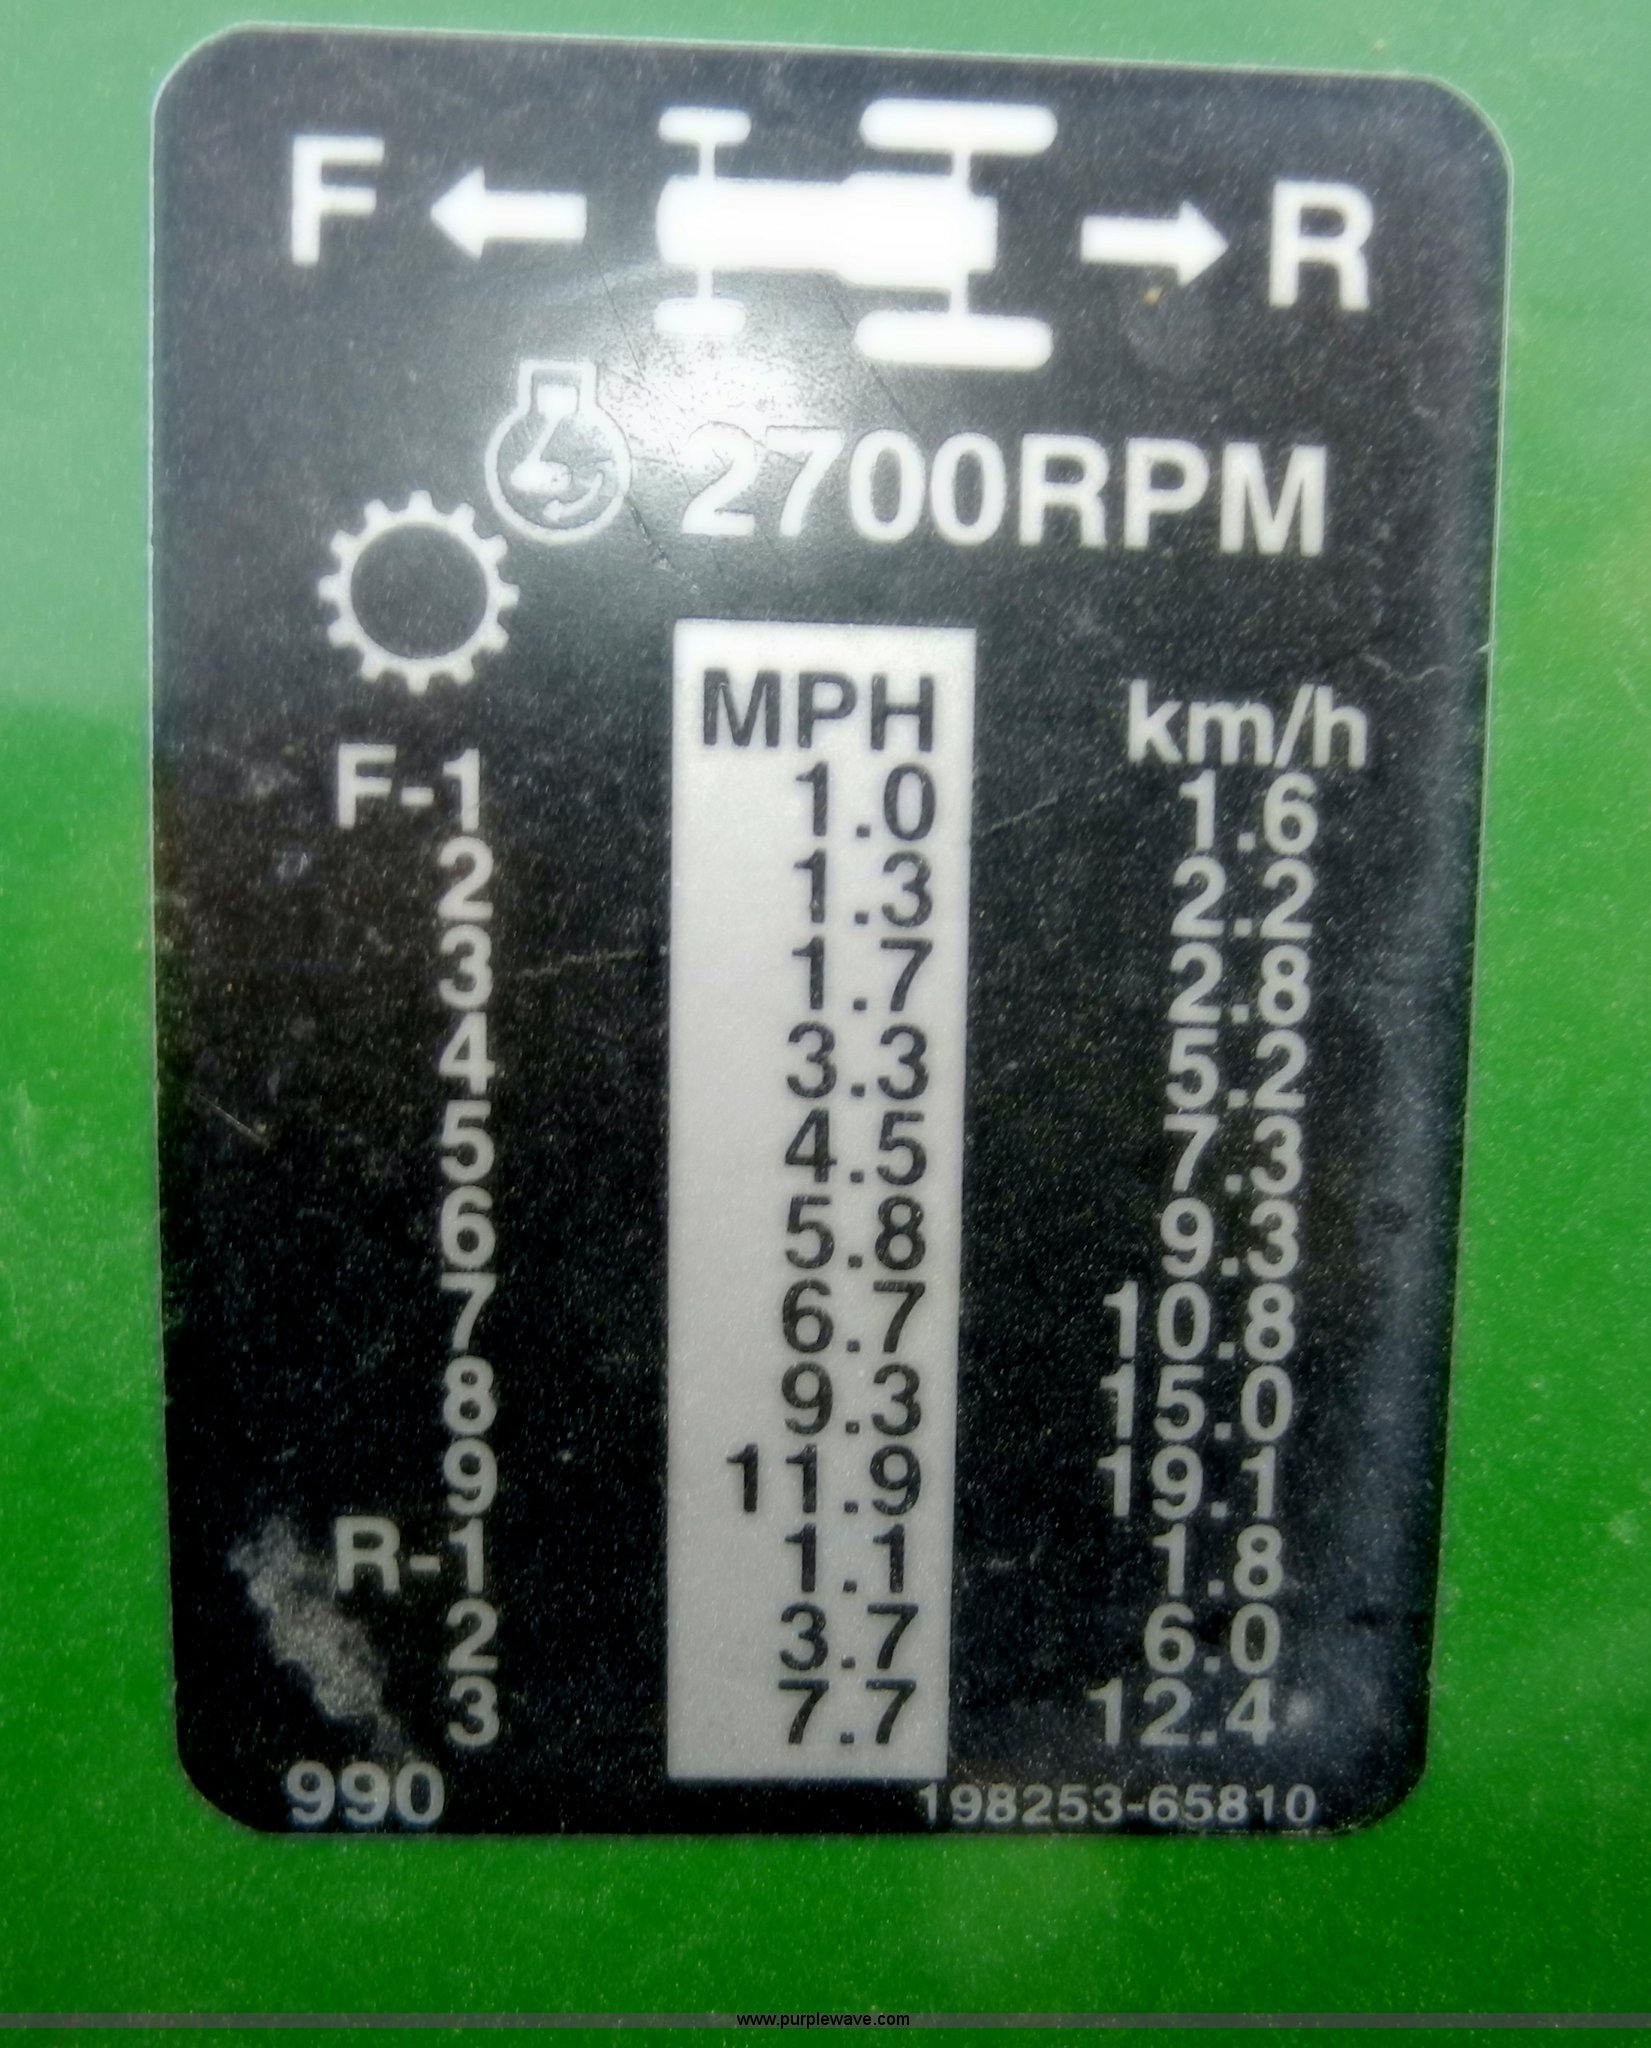 F R
2700RPM
MPH km/h
F-1 1.0 1.6
2 1.3 2.2
3 1.7 2.8
4 3.3 5.2
5 4.5 7.3
6 5.8 9.3
7 6.7 10.8
8 9.3 15.0
9 11.9 19.1
R-1 1.1 1.8
2 3.7 6.0
3 7.7 12.4
990 198253-65810
www.purplewave.com